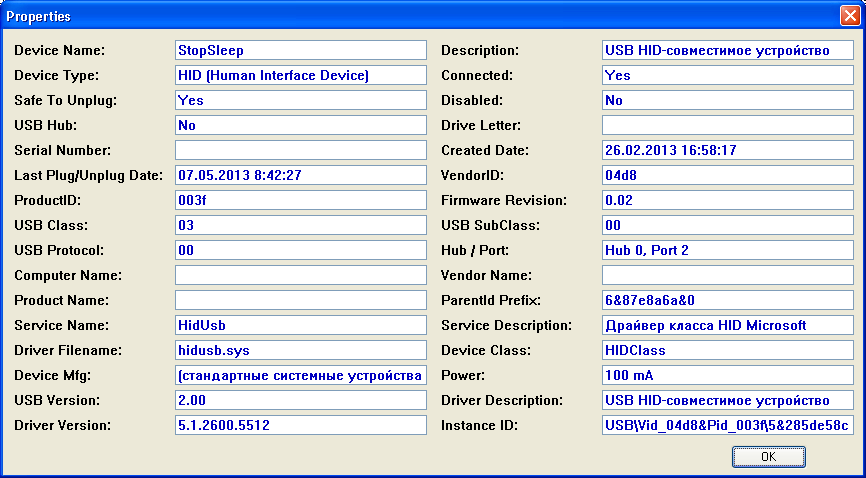 Properties
Device Name: StopSleep Description: USB HID-совместимое устройство
Device Type: HID (Human Interface Device) Connected: Yes
Safe To Unplug: Yes Disabled: No
USB Hub: No Drive Letter:
Serial Number: Created Date: 26.02.2013 16:58:17
Last Plug/Unplug Date: 07.05.2013 8:42:27 VendorID: 04d8
ProductID: 003f Firmware Revision: 0.02
USB Class: 03 USB SubClass: 00
USB Protocol: 00 Hub / Port: Hub 0, Port 2
Computer Name: Vendor Name:
Product Name: ParentId Prefix: 6&87e8a6a&0
Service Name: HidUsb Service Description: Драйвер класса HID Microsoft
Driver Filename: hidusb.sys Device Class: HIDClass
Device Mfg: (стандартные системные устройства Power: 100 mA
USB Version: 2.00 Driver Description: USB HID-совместимое устройство
Driver Version: 5.1.2600.5512 Instance ID: USB\Vid_04d8&Pid_003f\5&285de58c
OK